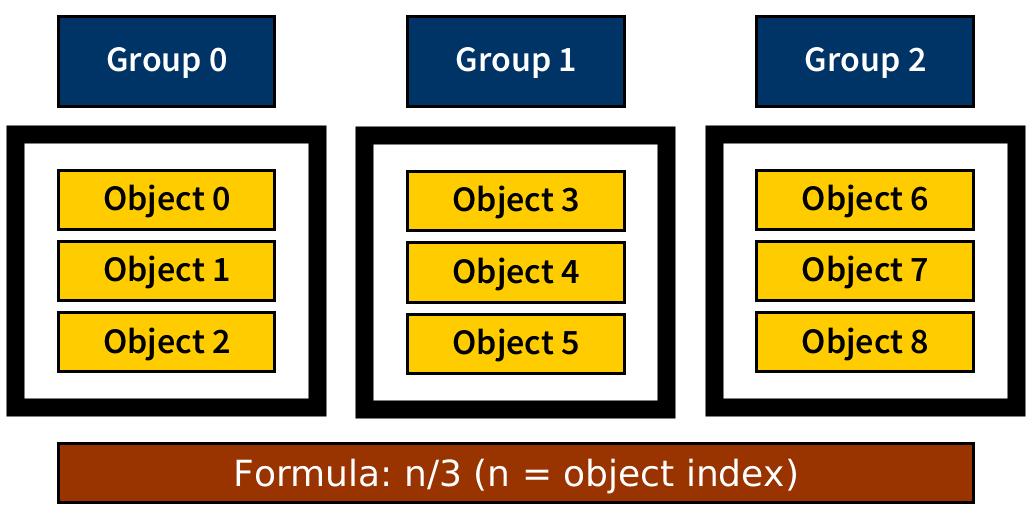 Group 0
Group 1
Group 2
Object 0
Object 1
Object 2
Object 3
Object 4
Object 5
Object 6
Object 7
Object 8
Formula: n/3 (n = object index)